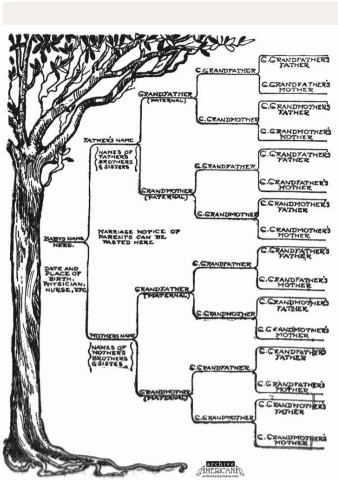 BABYS NAME
HERE.
DATE AND
PLACE OF
BIRTH.
PHYSICIAN,
NURSE, ETC.
FATHER'S NAME
NAMES OF
FATHER'S
BROTHERS
& SISTERS
MARRIAGE NOTICE OF
PARENTS CAN BE
PASTED HERE
MOTHERS NAME
NAMES OF
MOTHER'S
BROTHERS
& SISTERS
GRANDFATHER
(PATERNAL)
GRANDMOTHER
(PATERNAL)
GRANDFATHER
(MATERNAL)
GRANDMOTHER
(MATERNAL)
G.GRANDFATHER
G.GRANDMOTHER
G.GRANDFATHER
G.GRANDMOTHER
G.GRANDFATHER
G.GRANDMOTHER
G.GRANDFATHER
G.GRANDMOTHER
G.GRANDFATHER'S
FATHER
G.GRANDFATHER'S
MOTHER
G.GRANDMOTHER'S
FATHER
G.GRANDMOTHER'S
MOTHER
G.GRANDFATHER'S
FATHER
G.GRANDFATHER'S
MOTHER
G.GRANDMOTHER'S
FATHER
G.GRANDMOTHER'S
MOTHER
G.GRANDFATHER'S
FATHER
G.GRANDFATHER'S
MOTHER
G.GRANDMOTHER'S
FATHER
G.GRANDMOTHER'S
MOTHER
G.GRANDFATHER'S
FATHER
G.GRANDFATHER'S
MOTHER
G.GRANDMOTHER'S
FATHER
G.GRANDMOTHER'S
MOTHER
archive
AMERICANA